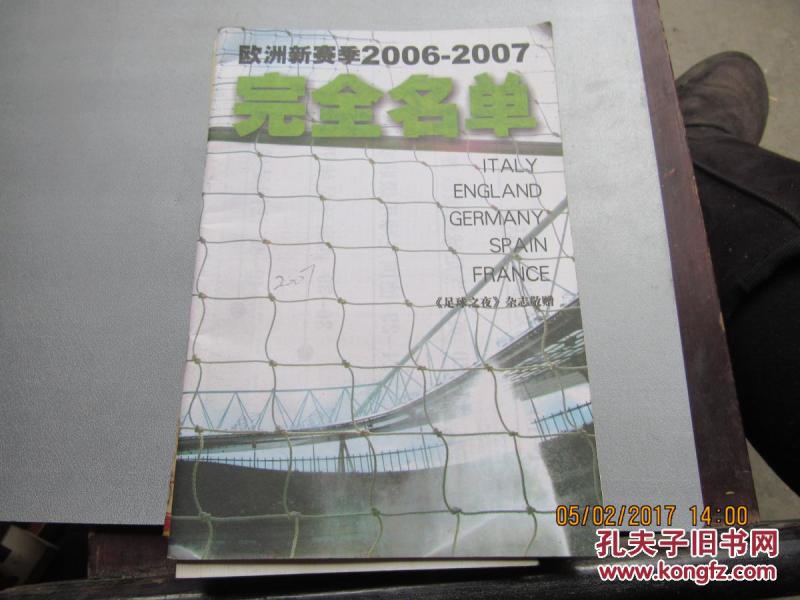 欧洲新赛季2006-2007
完全名单
ITALY
ENGLAND
GERMANY
SPAIN
FRANCE
《足球之夜》杂志敬赠
2007
05/02/2017 14:00
孔夫子旧书网
www.kongfz.com